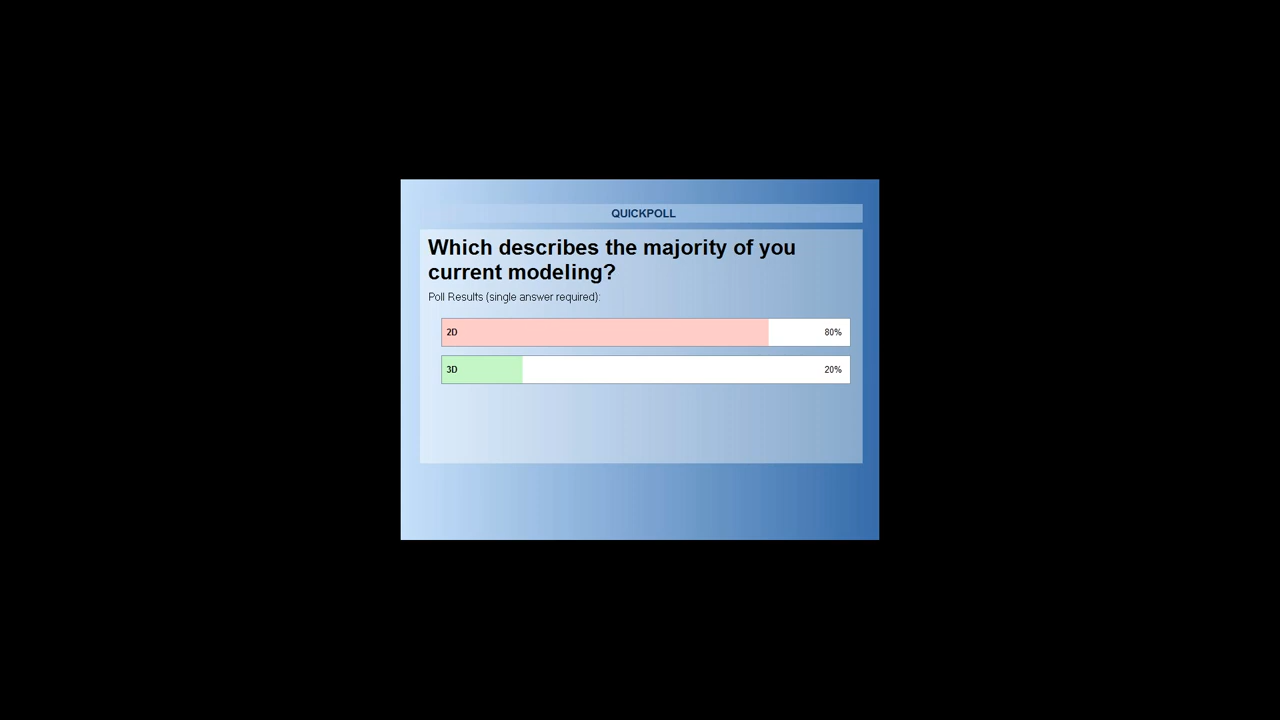 QUICKPOLL
Which describes the majority of you
current modeling?
Poll Results (single answer required):
2D 80%
3D 20%